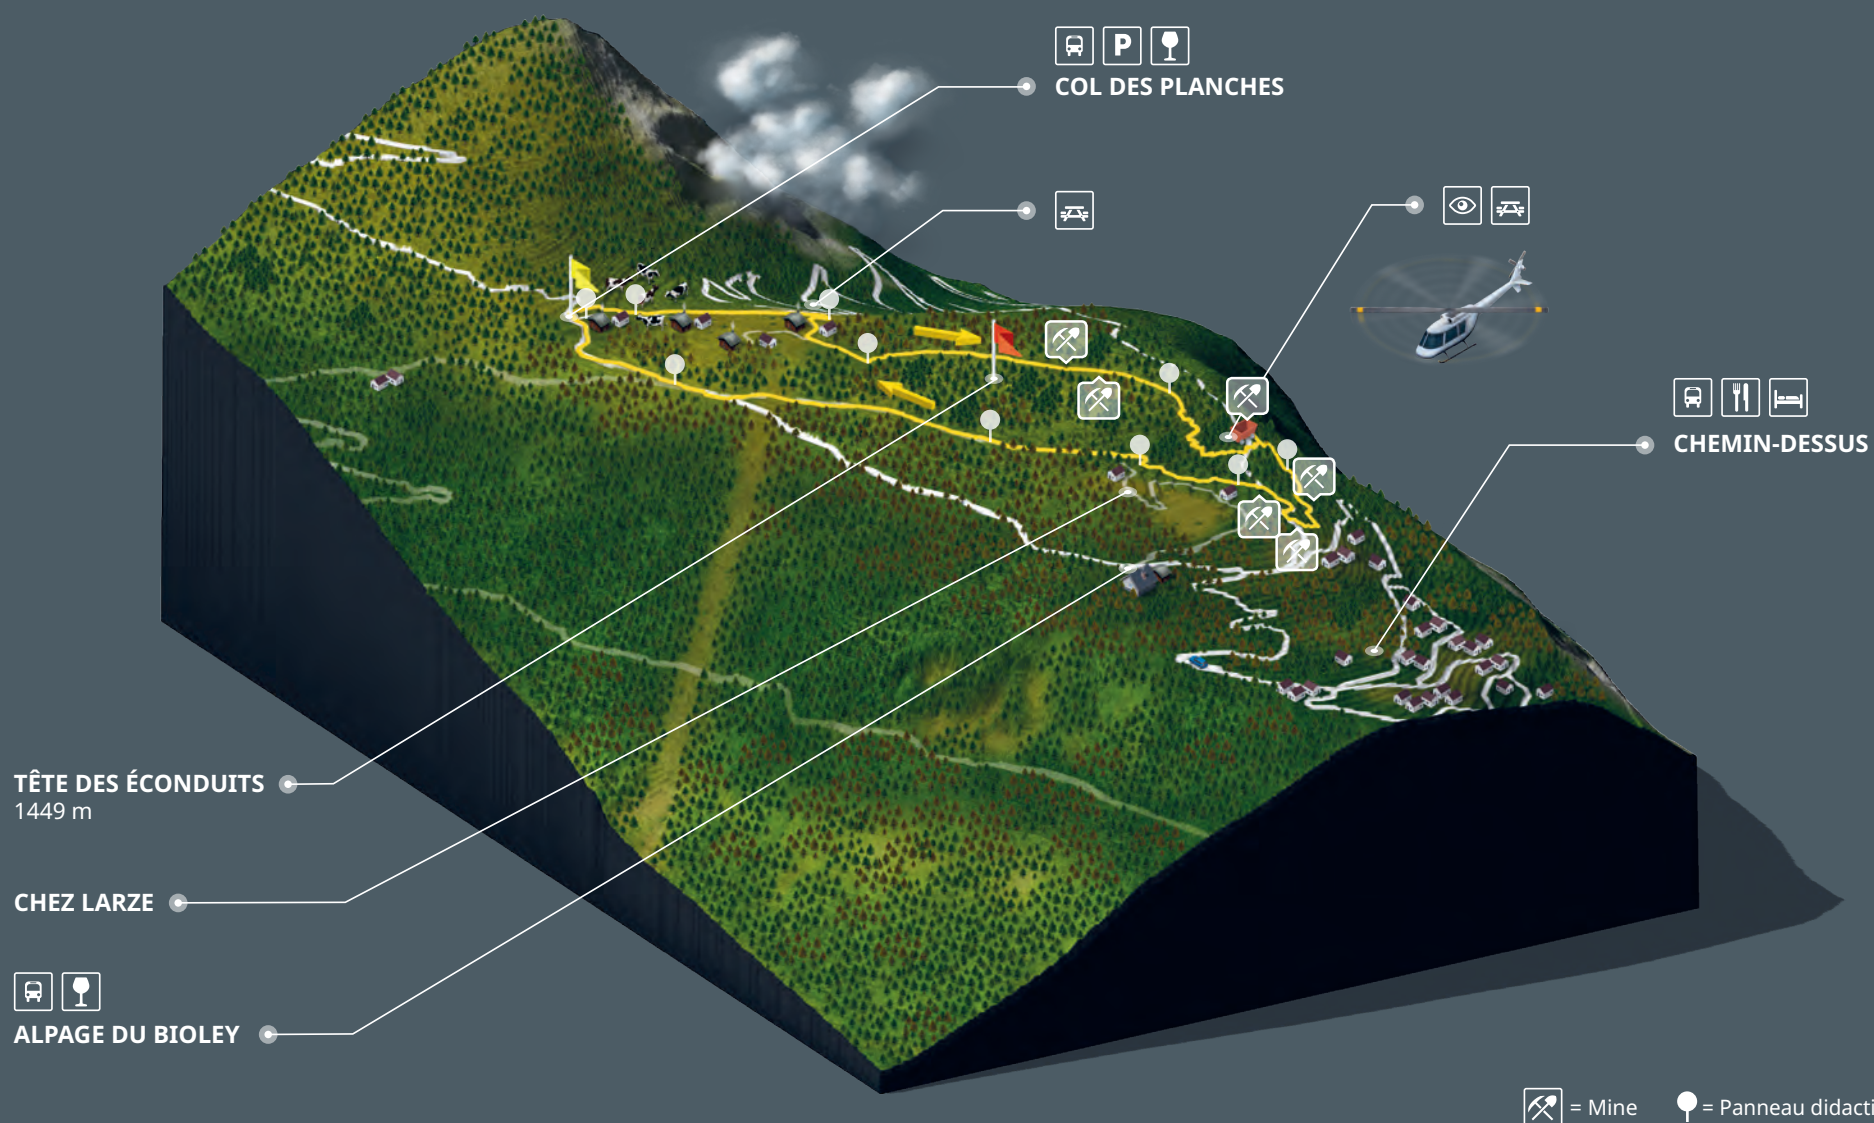 P
COL DES PLANCHES
CHEMIN-DESSUS
TÊTE DES ÉCONDUITS
1449 m
CHEZ LARZE
ALPAGE DU BIOLEY
= Mine
= Panneau didacti